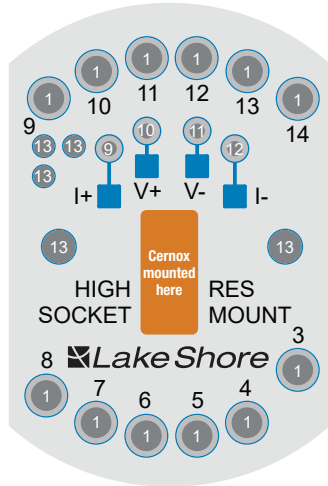 1 1 1 1 1 1
9 10 11 12 13 14
13 13 9 10 11 12
13
I+ V+ V- I-
13 13
Cernox
mounted
here
HIGH RES
SOCKET MOUNT
Lake Shore
8 7 6 5 4 3
1 1 1 1 1 1